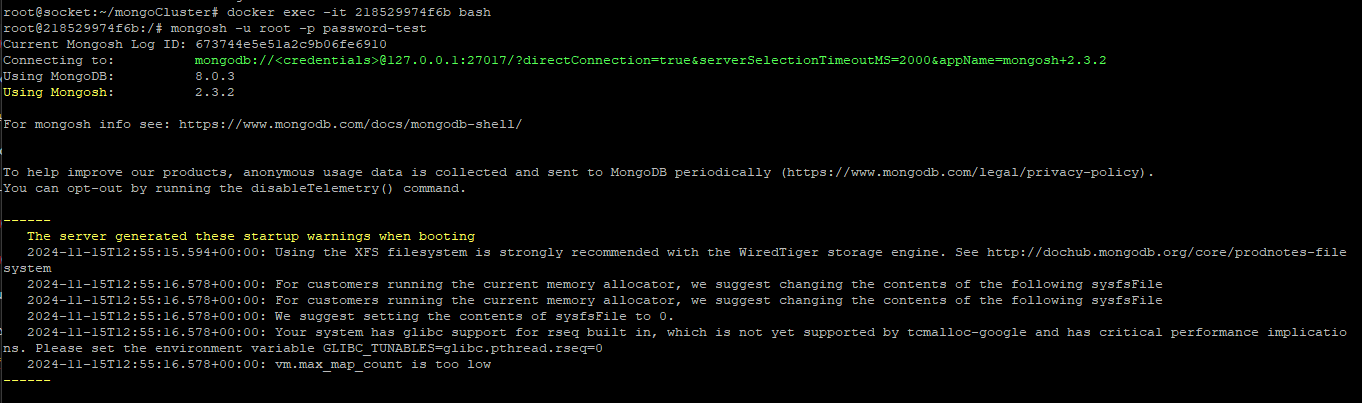 root@socket:~/mongoCluster# docker exec -it 218529974f6b bash
root@218529974f6b:/# mongosh -u root -p password-test
Current Mongosh Log ID: 673744e5e51a2c9b06fe6910
Connecting to:          mongodb://<credentials>@127.0.0.1:27017/?directConnection=true&serverSelectionTimeoutMS=2000&appName=mongosh+2.3.2
Using MongoDB:          8.0.3
Using Mongosh:          2.3.2
For mongosh info see: https://www.mongodb.com/docs/mongodb-shell/
To help improve our products, anonymous usage data is collected and sent to MongoDB periodically (https://www.mongodb.com/legal/privacy-policy).
You can opt-out by running the disableTelemetry() command.
------
   The server generated these startup warnings when booting
   2024-11-15T12:55:15.594+00:00: Using the XFS filesystem is strongly recommended with the WiredTiger storage engine. See http://dochub.mongodb.org/core/prodnotes-file
system
   2024-11-15T12:55:16.578+00:00: For customers running the current memory allocator, we suggest changing the contents of the following sysfsFile
   2024-11-15T12:55:16.578+00:00: For customers running the current memory allocator, we suggest changing the contents of the following sysfsFile
   2024-11-15T12:55:16.578+00:00: We suggest setting the contents of sysfsFile to 0.
   2024-11-15T12:55:16.578+00:00: Your system has glibc support for rseq built in, which is not yet supported by tcmalloc-google and has critical performance implicatio
ns. Please set the environment variable GLIBC_TUNABLES=glibc.pthread.rseq=0
   2024-11-15T12:55:16.578+00:00: vm.max_map_count is too low
------